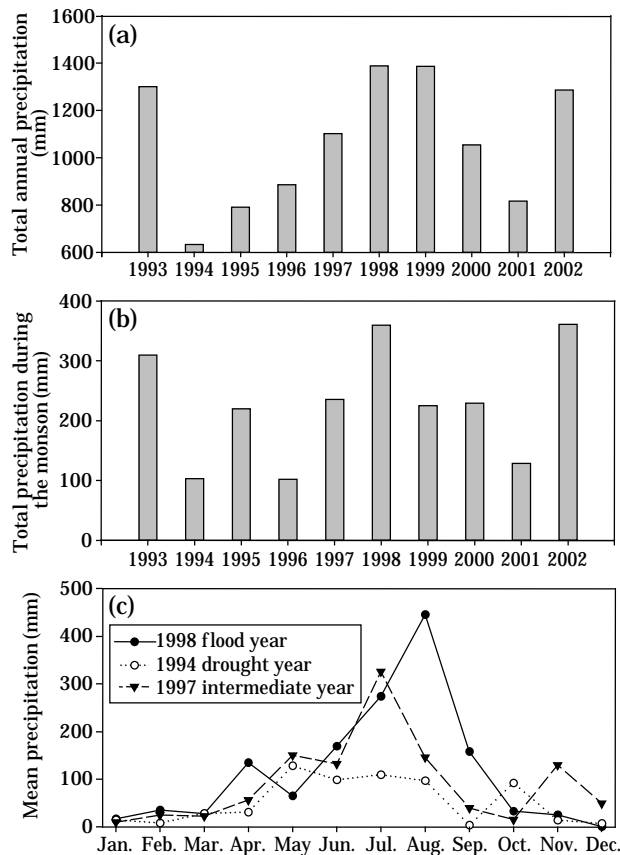 (a)
Total annual precipitation
(mm)
1600
1400
1200
1000
800
600
1993 1994 1995 1996 1997 1998 1999 2000 2001 2002
(b)
Total precipitation during
the monson (mm)
400
300
200
100
0
1993 1994 1995 1996 1997 1998 1999 2000 2001 2002
(c)
Mean precipitation (mm)
500
400
300
200
100
0
1998 flood year
1994 drought year
1997 intermediate year
Jan. Feb. Mar. Apr. May Jun. Jul. Aug. Sep. Oct. Nov. Dec.